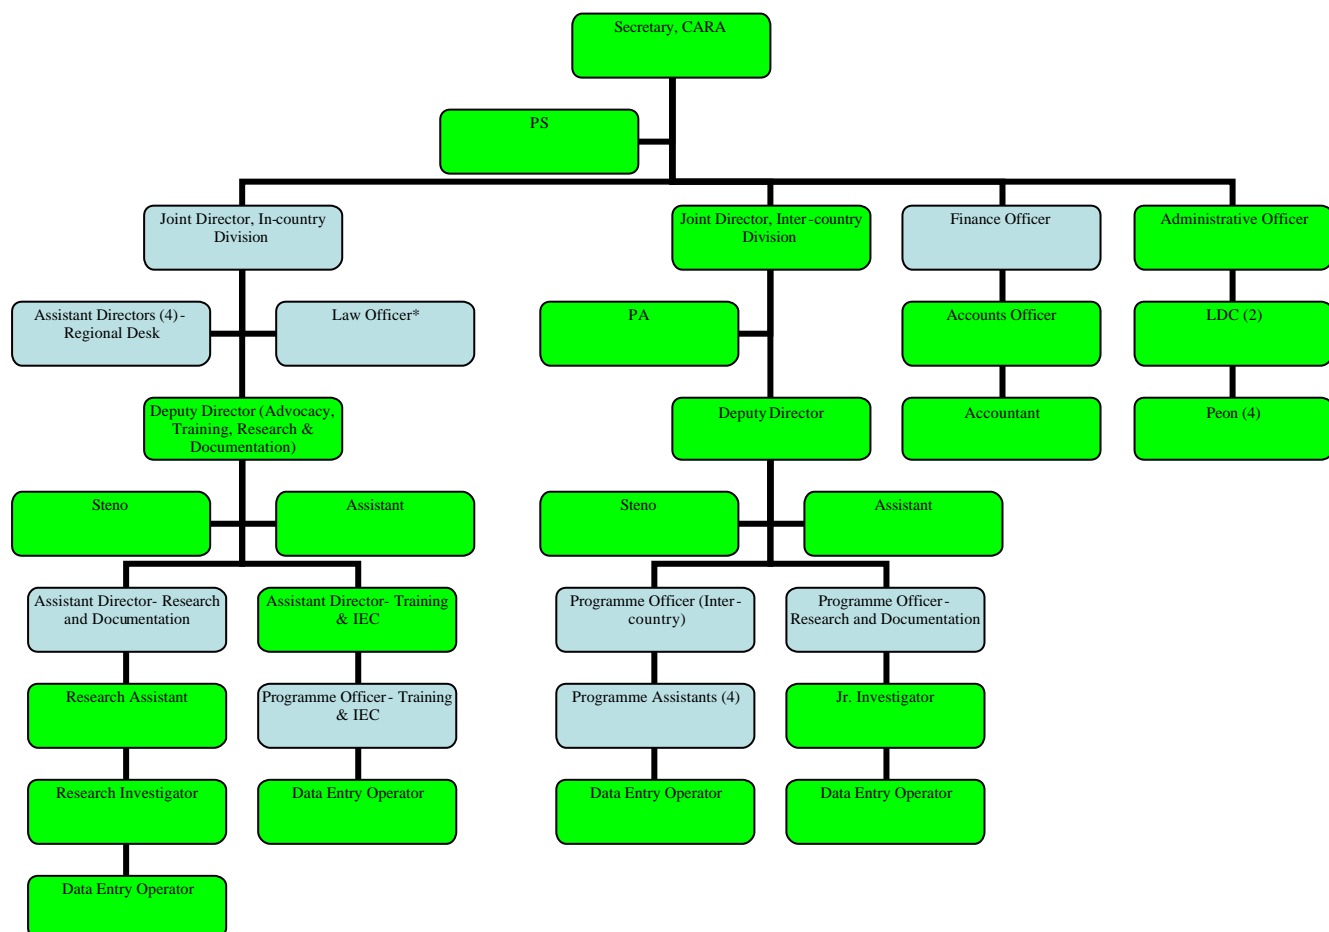 Secretary, CARA
PS
Joint Director, In-country
Division
Joint Director, Inter-country
Division
Finance Officer
Administrative Officer
Assistant Directors (4) -
Regional Desk
Law Officer*
PA
Accounts Officer
LDC (2)
Deputy Director (Advocacy,
Training, Research &
Documentation)
Deputy Director
Accountant
Peon (4)
Steno
Assistant
Steno
Assistant
Assistant Director- Research
and Documentation
Assistant Director- Training
& IEC
Programme Officer (Inter-
country)
Programme Officer-
Research and Documentation
Research Assistant
Programme Officer- Training
& IEC
Programme Assistants (4)
Jr. Investigator
Research Investigator
Data Entry Operator
Data Entry Operator
Data Entry Operator
Data Entry Operator